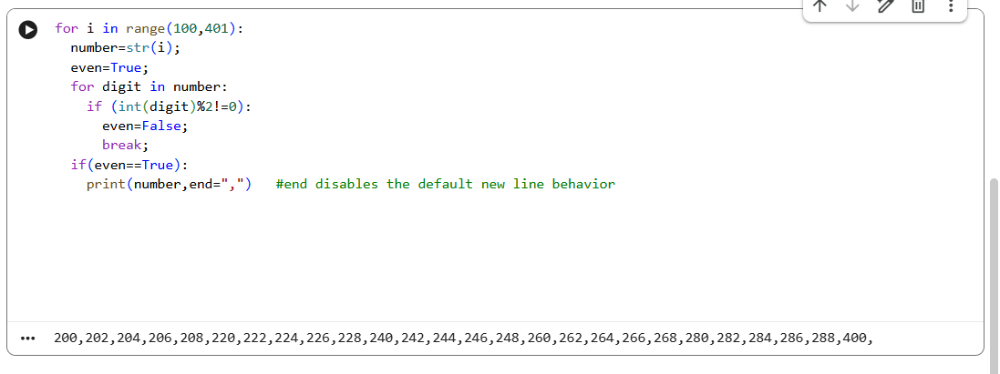 for i in range(100,401):
  number=str(i);
  even=True;
  for digit in number:
    if (int(digit)%2!=0):
      even=False;
      break;
  if(even==True):
    print(number,end=",")   #end disables the default new line behavior
200,202,204,206,208,220,222,224,226,228,240,242,244,246,248,260,262,264,266,268,280,282,284,286,288,400,